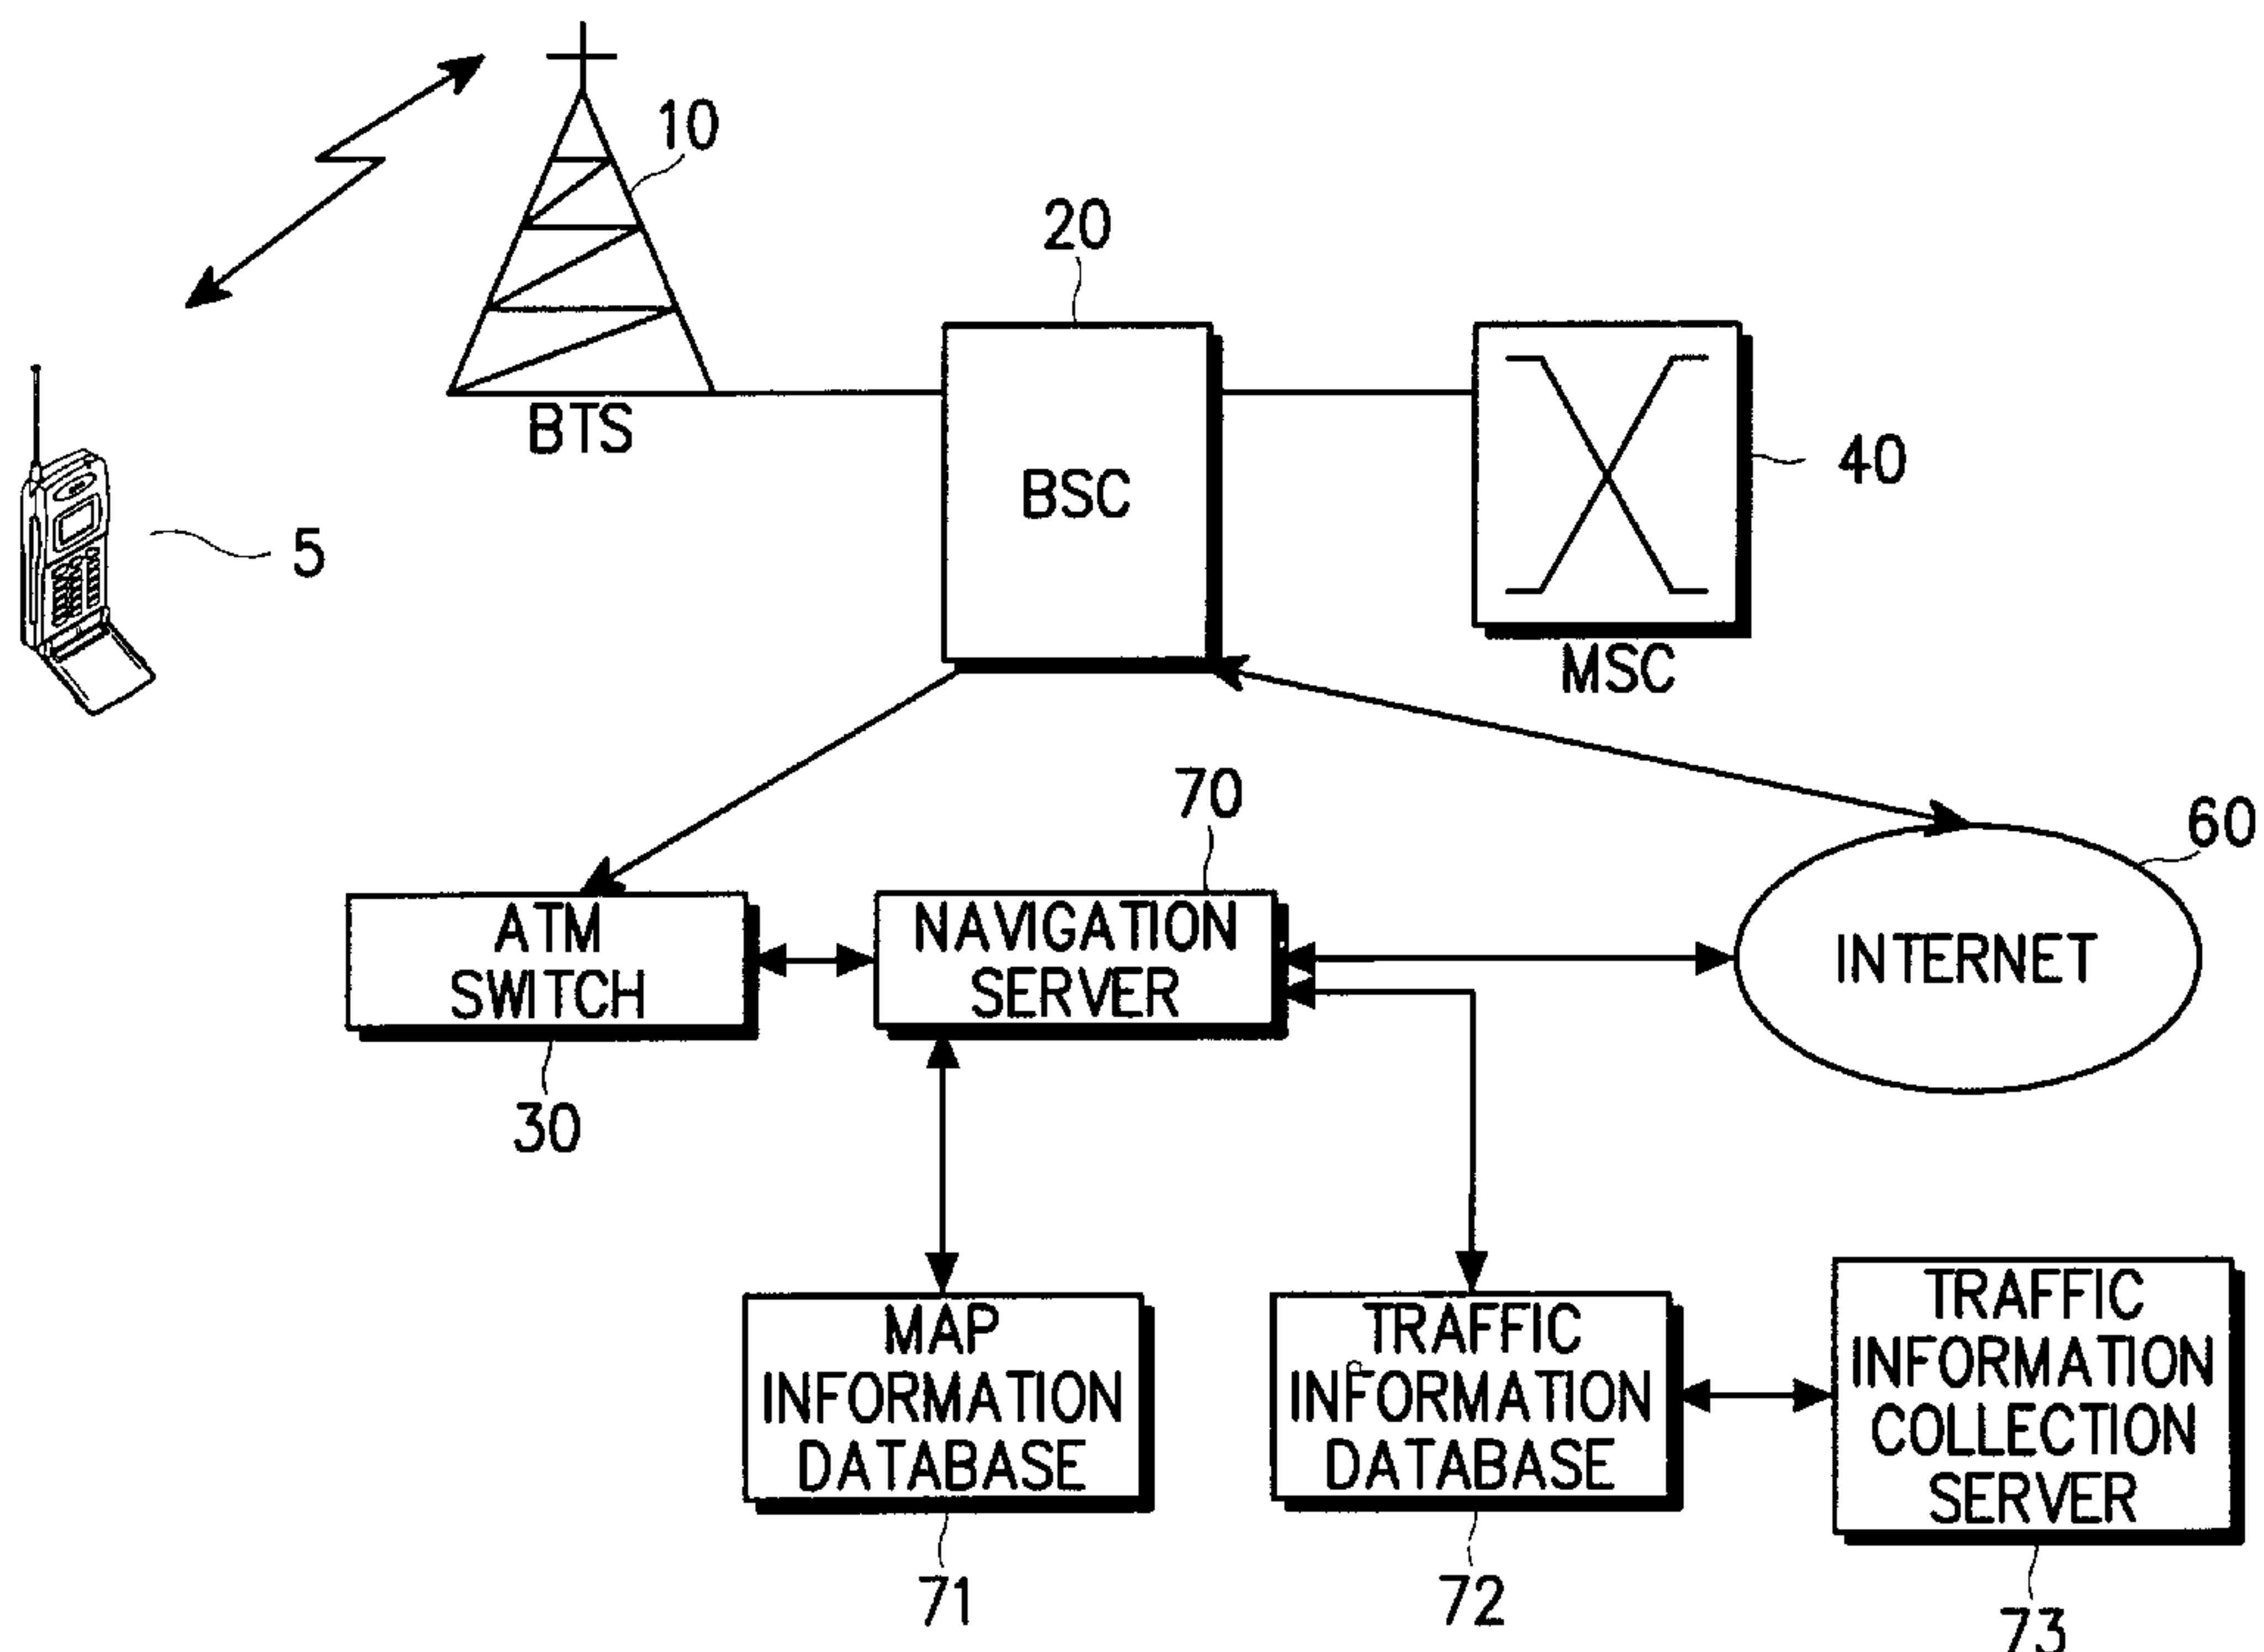 10
20
BTS
BSC
40
5
MSC
70
60
ATM
SWITCH
NAVIGATION
SERVER
INTERNET
30
MAP
INFORMATION
DATABASE
TRAFFIC
INFORMATION
DATABASE
TRAFFIC
INFORMATION
COLLECTION
SERVER
71
72
73